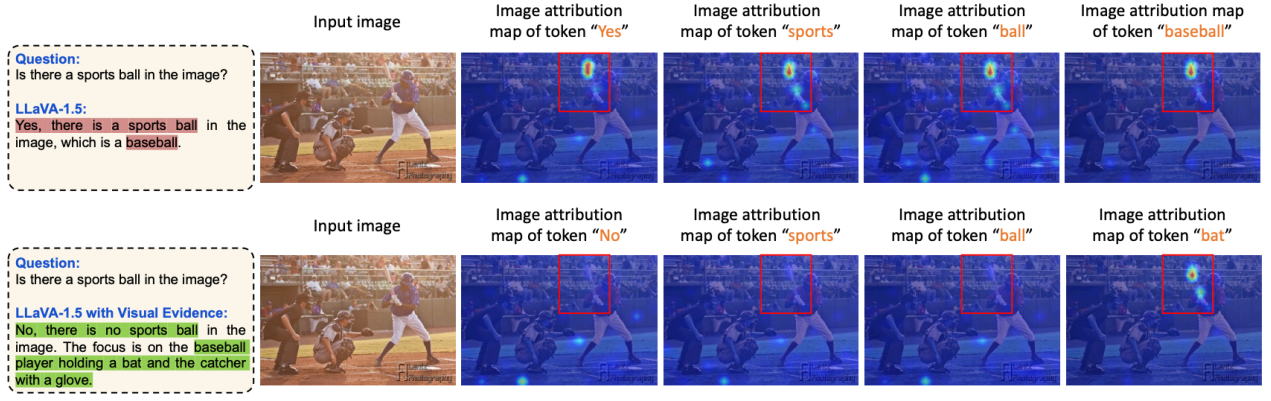 Input image
Image attribution
map of token “Yes”
Image attribution
map of token “sports”
Image attribution
map of token “ball”
Image attribution map
of token “baseball”
Question:
Is there a sports ball in the image?
LLaVA-1.5:
Yes, there is a sports ball in the
image, which is a baseball.
Input image
Image attribution
map of token “No”
Image attribution
map of token “sports”
Image attribution
map of token “ball”
Image attribution
map of token “bat”
Question:
Is there a sports ball in the image?
LLaVA-1.5 with Visual Evidence:
No, there is no sports ball in the
image. The focus is on the baseball
player holding a bat and the catcher
with a glove.